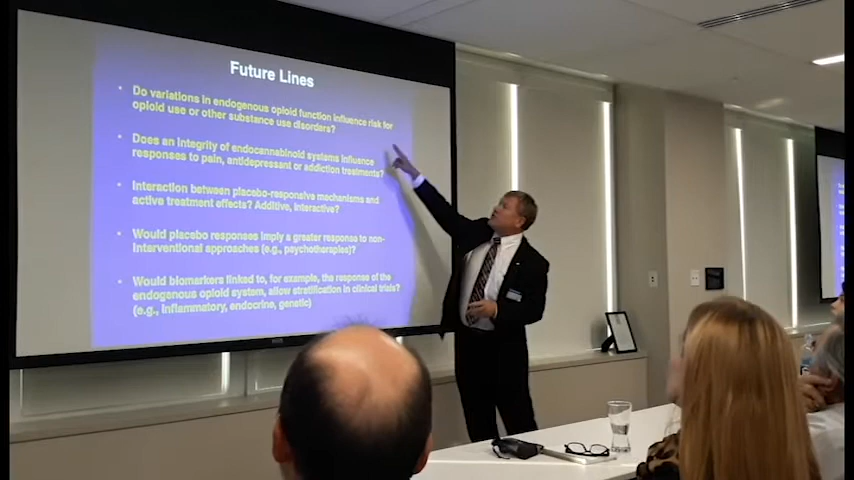 Future Lines
• Do variations in endogenous opioid function influence risk for
opioid use or other substance use disorders?
• Does an integrity of endocannabinoid systems influence
responses to pain, antidepressant or addiction treatments?
• Interaction between placebo-responsive mechanisms and
active treatment effects? Additive, interactive?
• Would placebo responses imply a greater response to non-
interventional approaches (e.g., psychotherapies)?
• Would biomarkers linked to, for example, the response of the
endogenous opioid system, allow stratification in clinical trials?
(e.g., inflammatory, endocrine, genetic)